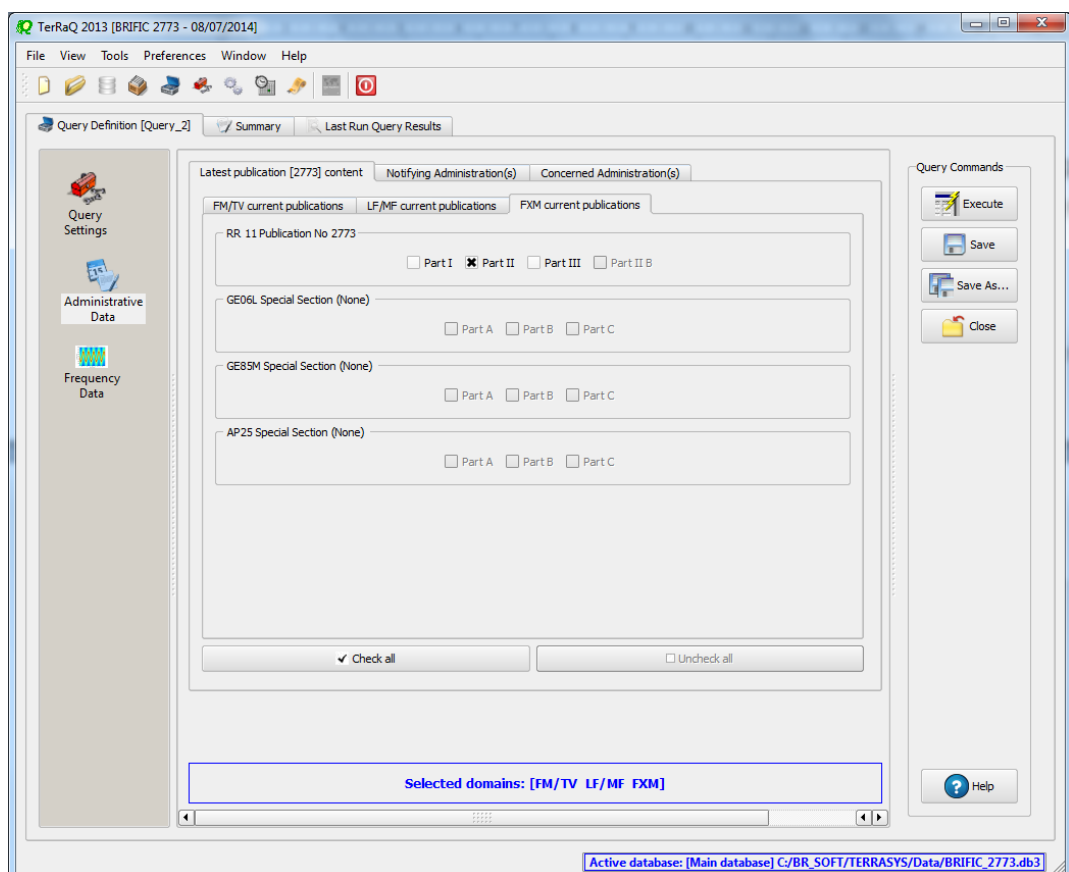 TerRaQ 2013 [BRIFIC 2773 - 08/07/2014]
File View Tools Preferences Window Help
Query Definition [Query_2] Summary Last Run Query Results
Query Settings
Administrative Data
Frequency Data
Latest publication [2773] content Notifying Administration(s) Concerned Administration(s)
FM/TV current publications LF/MF current publications FXM current publications
RR 11 Publication No 2773
Part I Part II Part III Part II B
GE06L Special Section (None)
Part A Part B Part C
GE85M Special Section (None)
Part A Part B Part C
AP25 Special Section (None)
Part A Part B Part C
Check all Uncheck all
Selected domains: [FM/TV LF/MF FXM]
Query Commands
Execute
Save
Save As...
Close
Help
Active database: [Main database] C:/BR_SOFT/TERRASYS/Data/BRIFIC_2773.db3